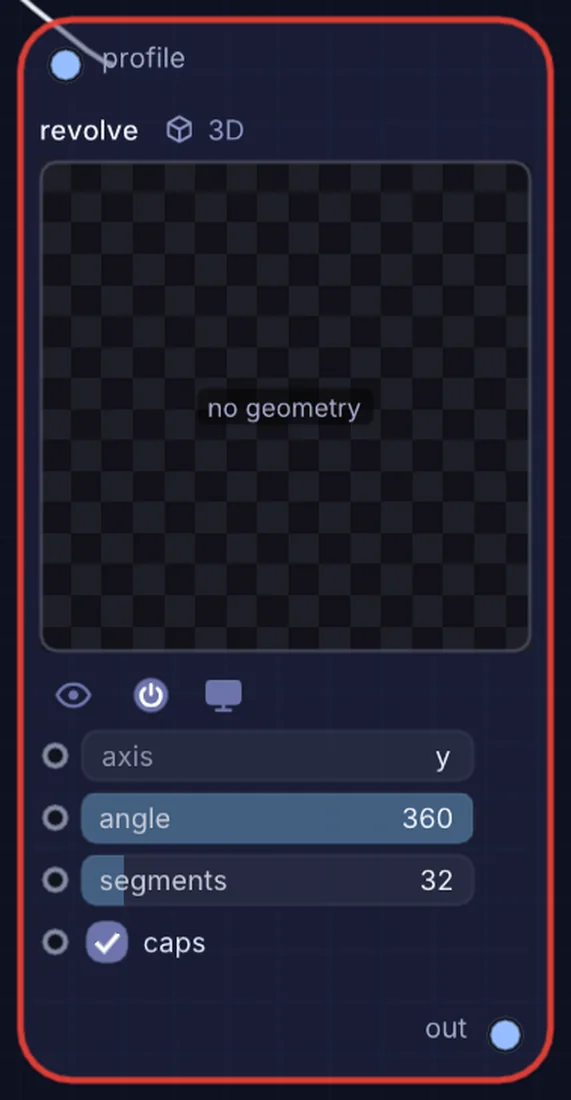 profile
revolve 3D
no geometry
axis y
angle 360
segments 32
caps
out